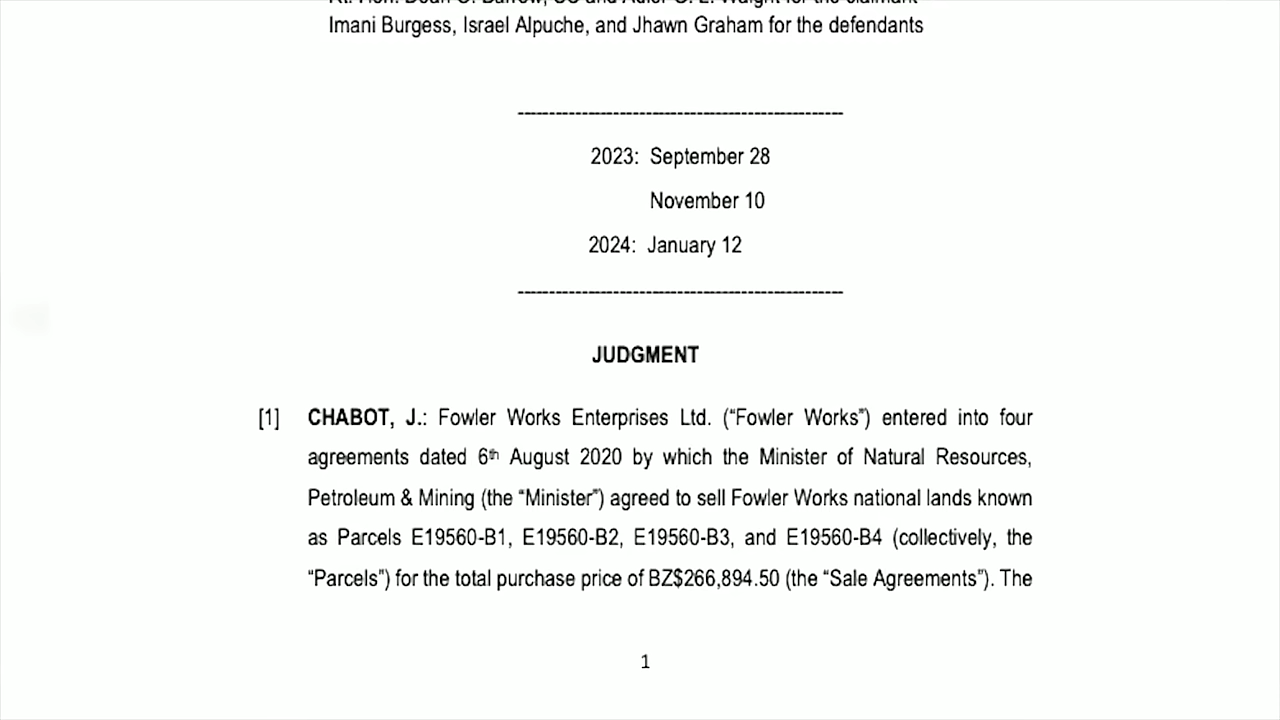 Imani Burgess, Israel Alpuche, and Jhawn Graham for the defendants
----------------------------------------------------
2023: September 28
November 10
2024: January 12
----------------------------------------------------
JUDGMENT
[1] CHABOT, J.: Fowler Works Enterprises Ltd. (“Fowler Works”) entered into four
agreements dated 6th August 2020 by which the Minister of Natural Resources,
Petroleum & Mining (the “Minister”) agreed to sell Fowler Works national lands known
as Parcels E19560-B1, E19560-B2, E19560-B3, and E19560-B4 (collectively, the
“Parcels”) for the total purchase price of BZ$266,894.50 (the “Sale Agreements”). The
1